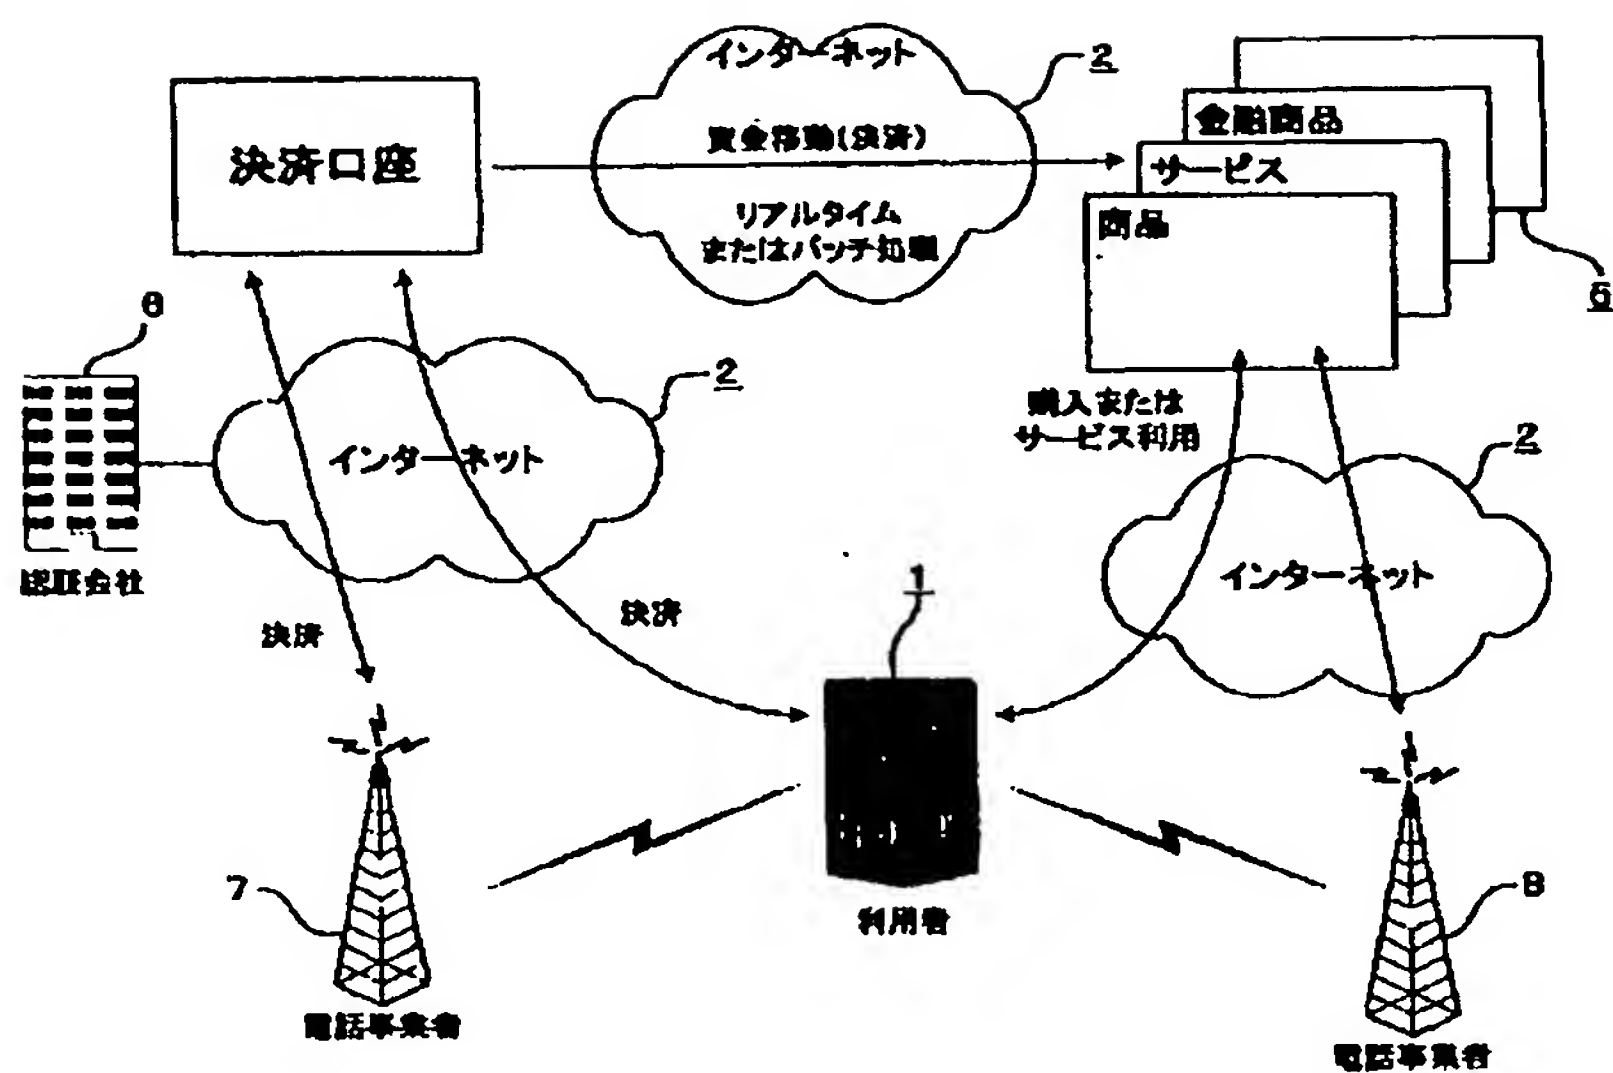 インターネット
2
決済口座
資金移動(決済)
リアルタイム
またはバッチ処理
金融商品
サービス
商品
5
6
2
インターネット
認証会社
購入または
サービス利用
2
インターネット
決済
決済
1
利用者
7
電話事業者
8
電話事業者